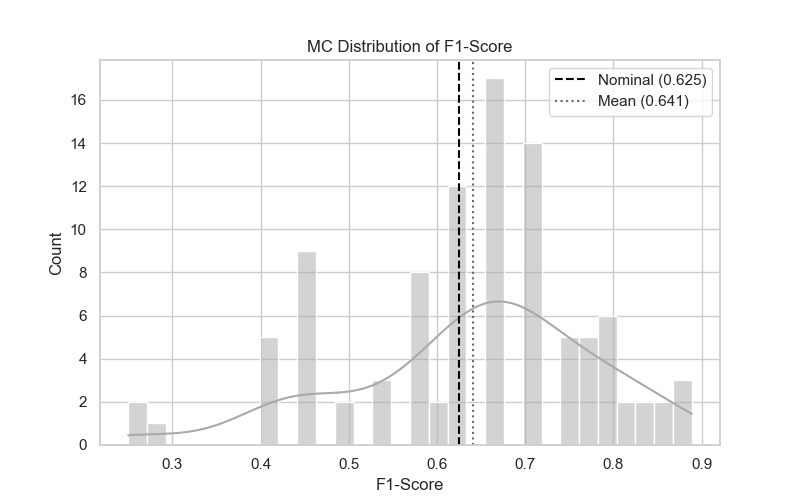 MC Distribution of F1-Score
Nominal (0.625)
Mean (0.641)
Count
16
14
12
10
8
6
4
2
0
0.3 0.4 0.5 0.6 0.7 0.8 0.9
F1-Score